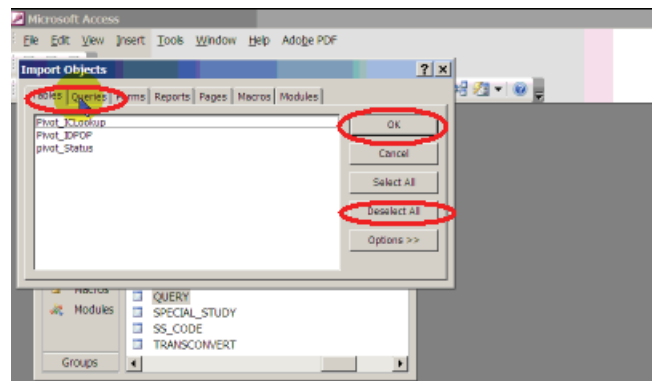 Microsoft Access
File Edit View Insert Tools Window Help Adobe PDF
Import Objects
Tables Queries Forms Reports Pages Macros Modules
Pivot_ICLookup
Pivot_IDPOP
pivot_Status
OK
Cancel
Select All
Deselect All
Options >>
Macros
Modules
Groups
QUERY
SPECIAL_STUDY
SS_CODE
TRANSCONVERT